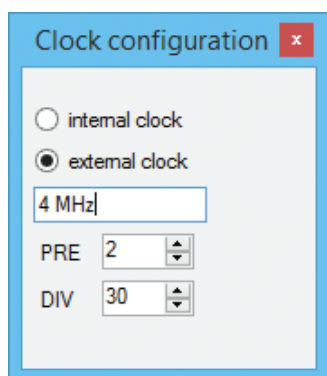 Clock configuration x
internal clock
external clock
4 MHz
PRE 2
DIV 30